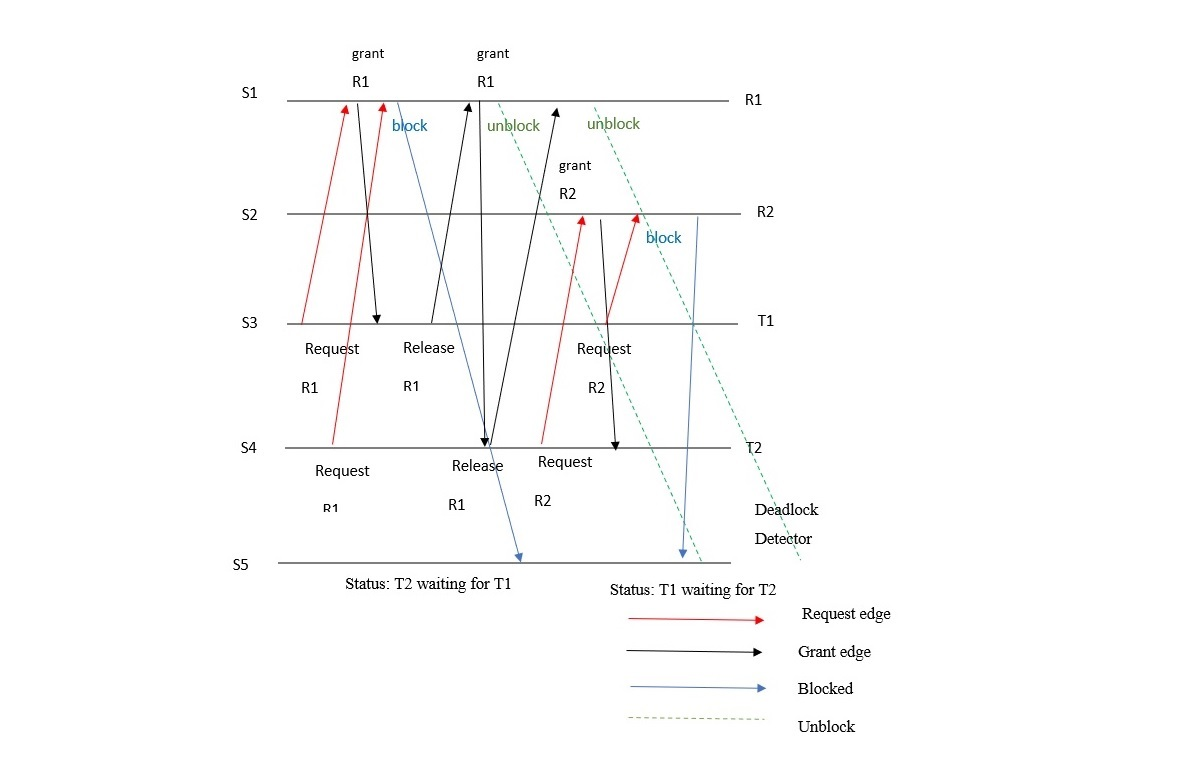 grant grant
R1 R1
S1 R1
block unblock unblock
grant
R2
S2 R2
block
S3 T1
Request Release Request
R1 R1 R2
S4 T2
Request Release Request
R1 R1 R2
Deadlock
Detector
S5
Status: T2 waiting for T1 Status: T1 waiting for T2
Request edge
Grant edge
Blocked
Unblock